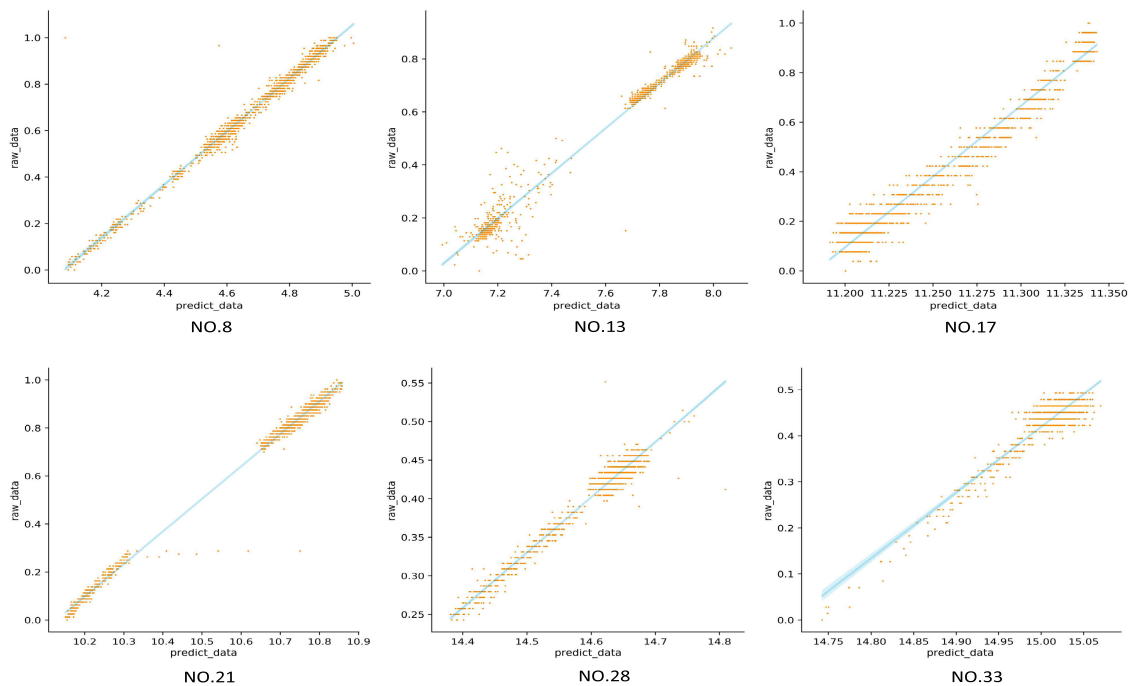 1.0
0.8
0.6
0.4
0.2
0.0
raw_data
4.2 4.4 4.6 4.8 5.0
predict_data
NO.8
0.8
0.6
0.4
0.2
0.0
raw_data
7.0 7.2 7.4 7.6 7.8 8.0
predict_data
NO.13
1.0
0.8
0.6
0.4
0.2
0.0
raw_data
11.200 11.225 11.250 11.275 11.300 11.325 11.350
predict_data
NO.17
1.0
0.8
0.6
0.4
0.2
0.0
raw_data
10.2 10.3 10.4 10.5 10.6 10.7 10.8 10.9
predict_data
NO.21
0.55
0.50
0.45
0.40
0.35
0.30
0.25
raw_data
14.4 14.5 14.6 14.7 14.8
predict_data
NO.28
0.5
0.4
0.3
0.2
0.1
0.0
raw_data
14.75 14.80 14.85 14.90 14.95 15.00 15.05
predict_data
NO.33